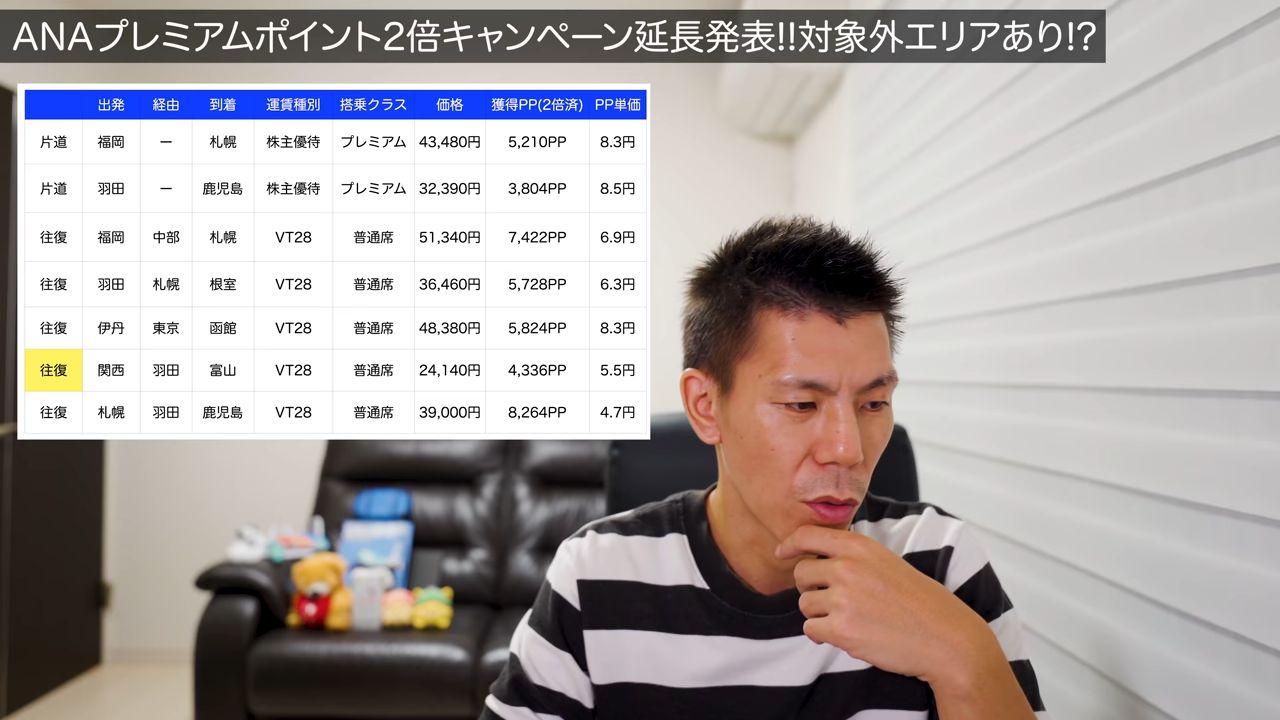 ANAプレミアムポイント2倍キャンペーン延長発表!!対象外エリアあり!?
出発 経由 到着 運賃種別 搭乗クラス 価格 獲得PP(2倍済) PP単価
片道 福岡 ー 札幌 株主優待 プレミアム 43,480円 5,210PP 8.3円
片道 羽田 ー 鹿児島 株主優待 プレミアム 32,390円 3,804PP 8.5円
往復 福岡 中部 札幌 VT28 普通席 51,340円 7,422PP 6.9円
往復 羽田 札幌 根室 VT28 普通席 36,460円 5,728PP 6.3円
往復 伊丹 東京 函館 VT28 普通席 48,380円 5,824PP 8.3円
往復 関西 羽田 富山 VT28 普通席 24,140円 4,336PP 5.5円
往復 札幌 羽田 鹿児島 VT28 普通席 39,000円 8,264PP 4.7円